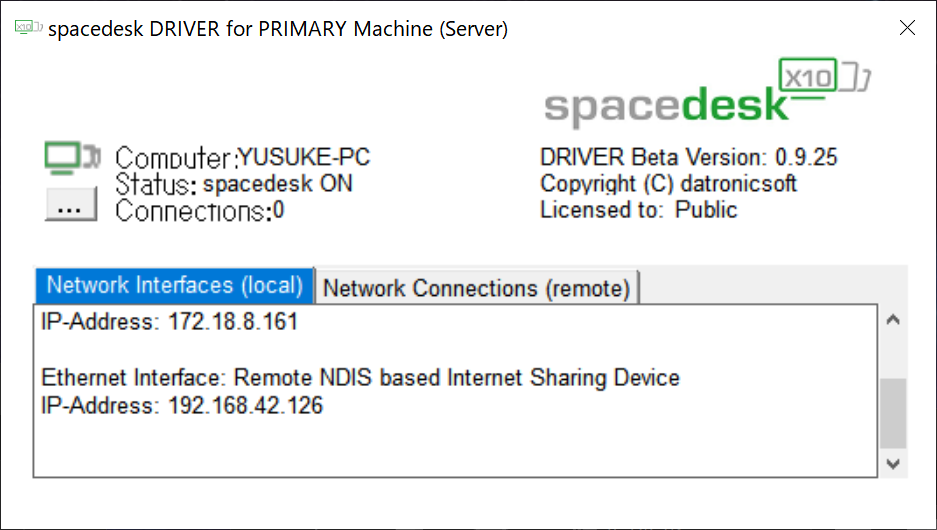 spacedesk DRIVER for PRIMARY Machine (Server)
spacedesk X10
Computer:YUSUKE-PC
Status: spacedesk ON
Connections:0
...
DRIVER Beta Version: 0.9.25
Copyright (C) datronicsoft
Licensed to: Public
Network Interfaces (local)
Network Connections (remote)
IP-Address: 172.18.8.161
Ethernet Interface: Remote NDIS based Internet Sharing Device
IP-Address: 192.168.42.126